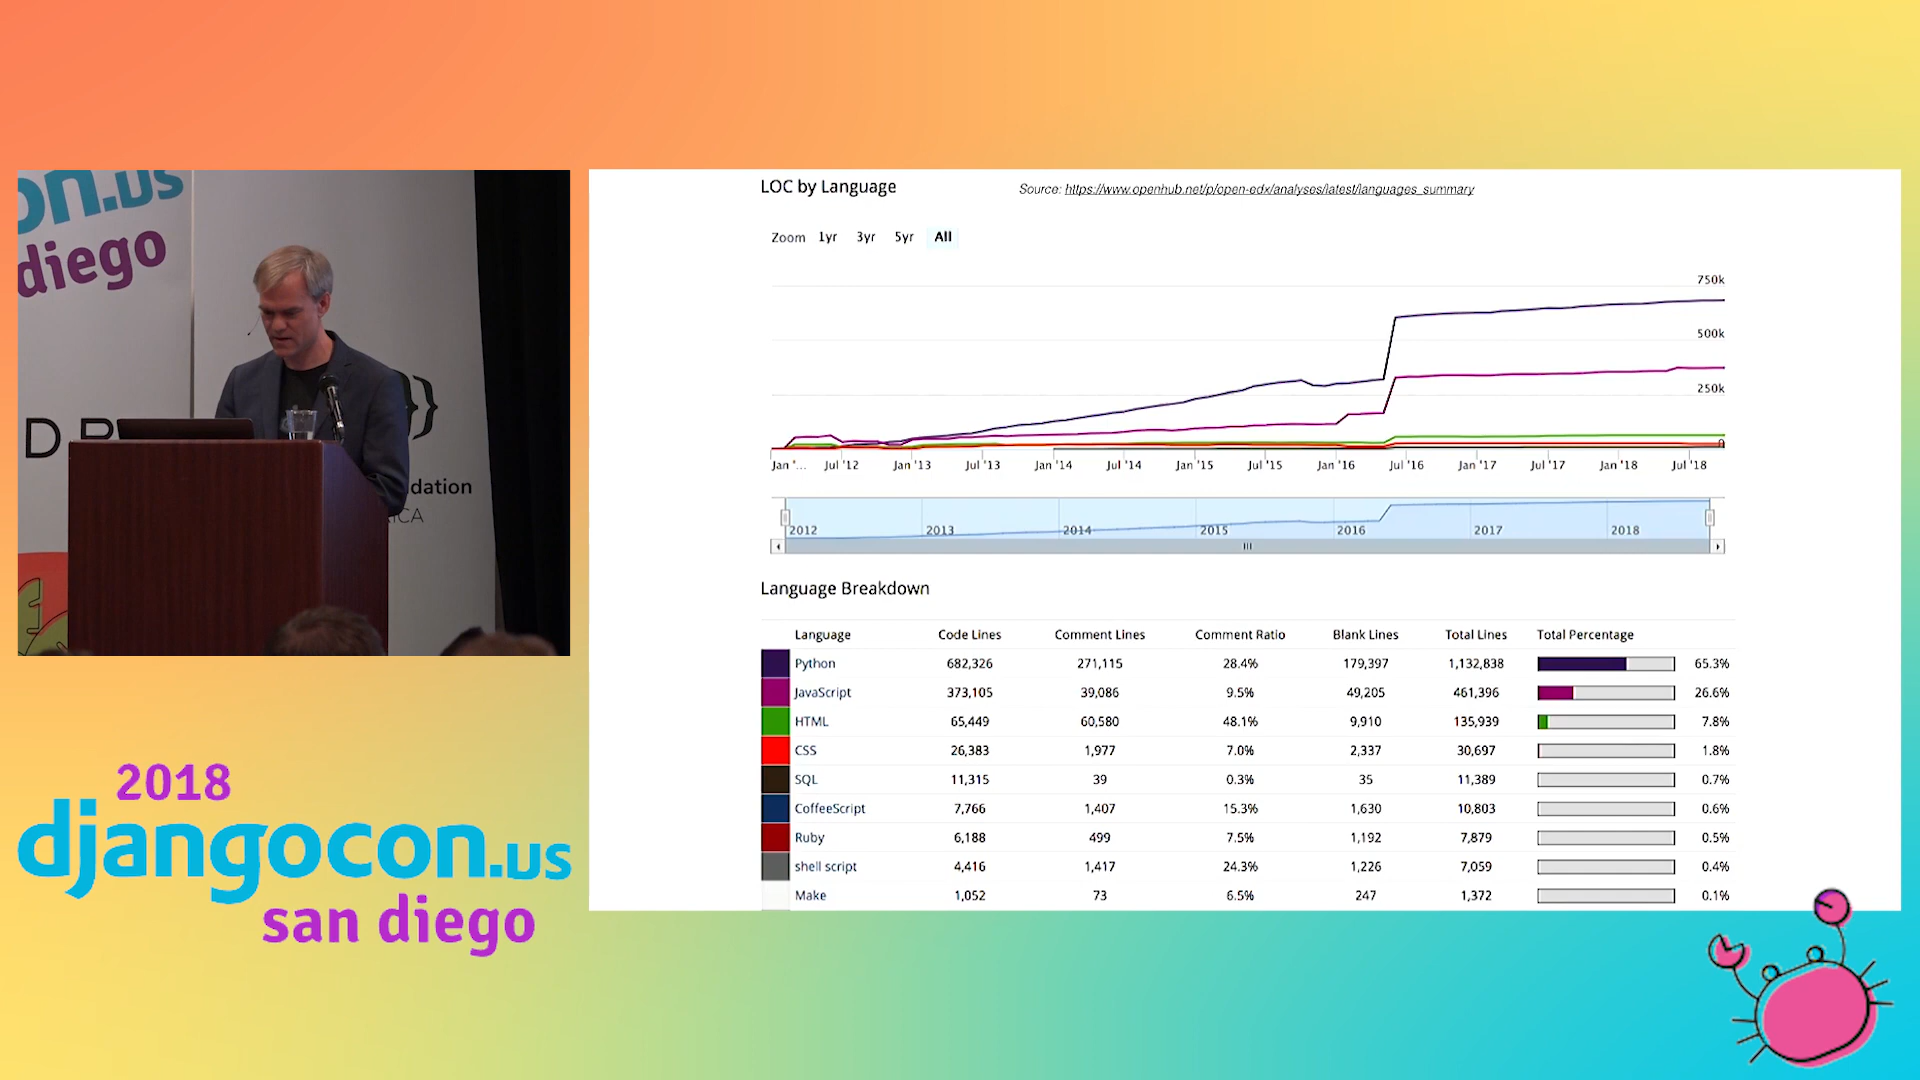 con.us
diego
D P
dation
ICA
2018
djangocon.us
san diego
LOC by Language
Source: https://www.openhub.net/p/open-edx/analyses/latest/languages_summary
Zoom 1yr 3yr 5yr All
750k
500k
250k
0
Jan '... Jul '12 Jan '13 Jul '13 Jan '14 Jul '14 Jan '15 Jul '15 Jan '16 Jul '16 Jan '17 Jul '17 Jan '18 Jul '18
2012 2013 2014 2015 2016 2017 2018
Language Breakdown
Language Code Lines Comment Lines Comment Ratio Blank Lines Total Lines Total Percentage
Python 682,326 271,115 28.4% 179,397 1,132,838 65.3%
JavaScript 373,105 39,086 9.5% 49,205 461,396 26.6%
HTML 65,449 60,580 48.1% 9,910 135,939 7.8%
CSS 26,383 1,977 7.0% 2,337 30,697 1.8%
SQL 11,315 39 0.3% 35 11,389 0.7%
CoffeeScript 7,766 1,407 15.3% 1,630 10,803 0.6%
Ruby 6,188 499 7.5% 1,192 7,879 0.5%
shell script 4,416 1,417 24.3% 1,226 7,059 0.4%
Make 1,052 73 6.5% 247 1,372 0.1%